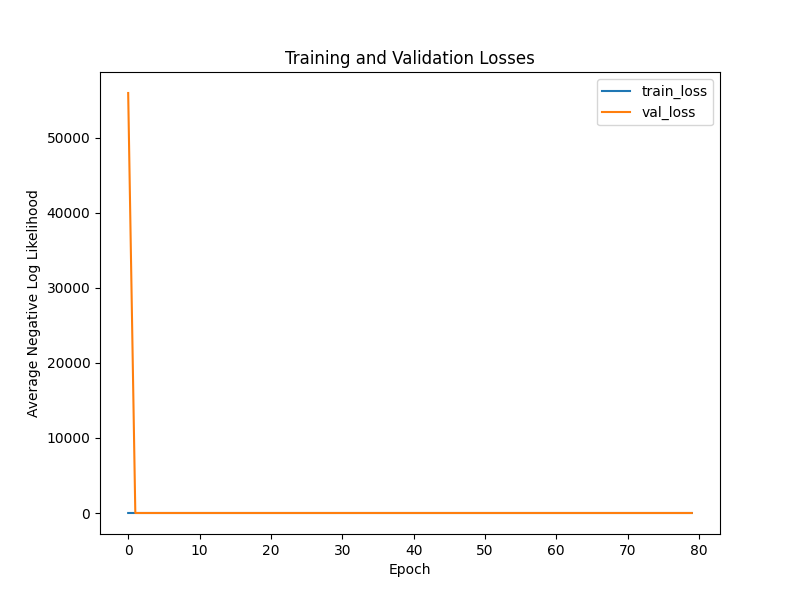 Training and Validation Losses
train_loss
val_loss
Average Negative Log Likelihood
50000
40000
30000
20000
10000
0
0 10 20 30 40 50 60 70 80
Epoch